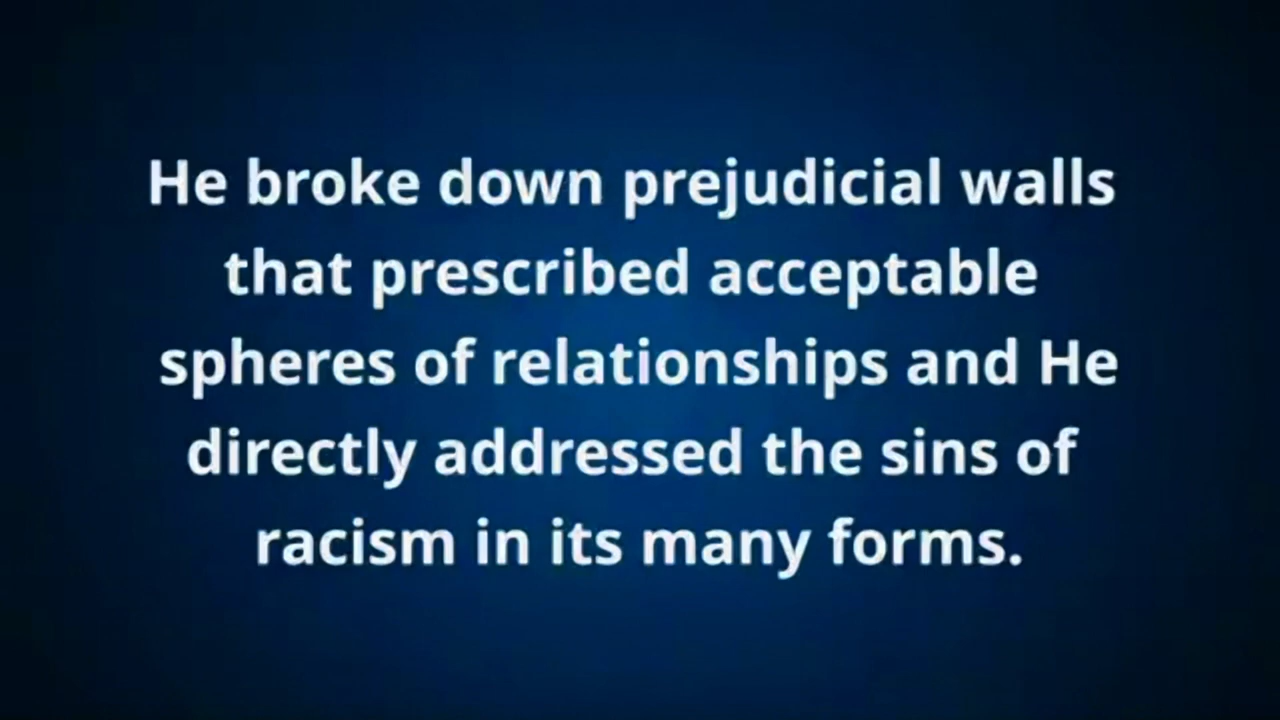 He broke down prejudicial walls
that prescribed acceptable
spheres of relationships and He
directly addressed the sins of
racism in its many forms.